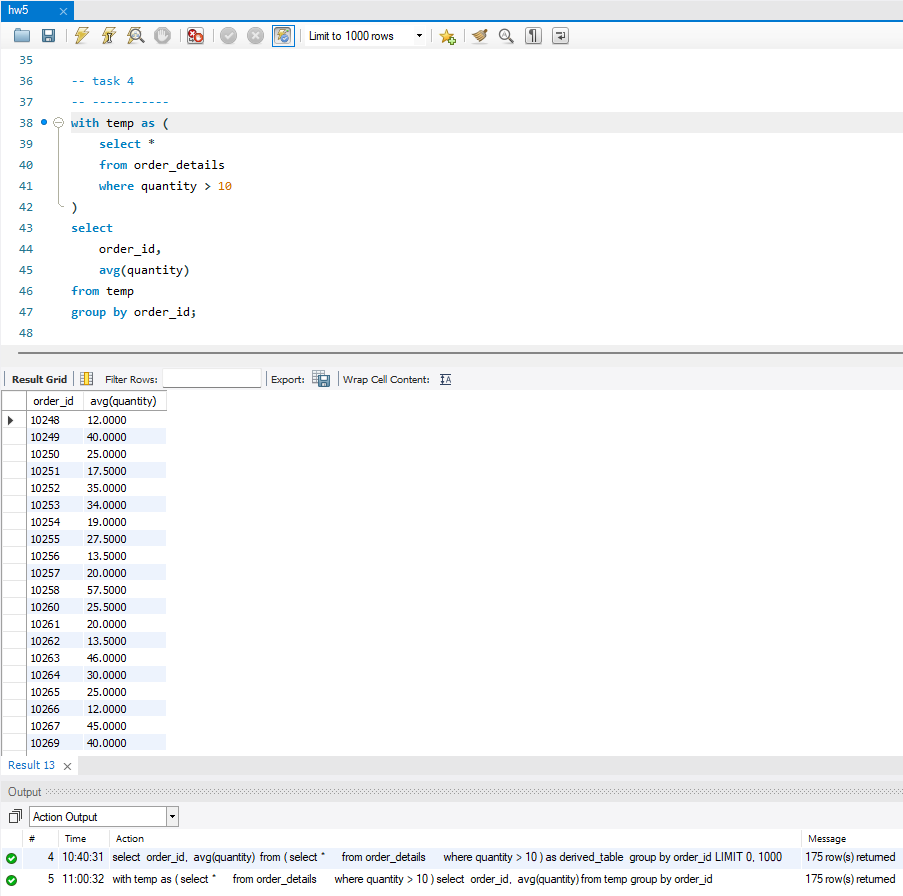 hw5
Limit to 1000 rows
35
36 -- task 4
37 -- -----------
38 with temp as (
39 select *
40 from order_details
41 where quantity > 10
42 )
43 select
44 order_id,
45 avg(quantity)
46 from temp
47 group by order_id;
48
Result Grid Filter Rows: Export: Wrap Cell Content:
order_id avg(quantity)
10248 12.0000
10249 40.0000
10250 25.0000
10251 17.5000
10252 35.0000
10253 34.0000
10254 19.0000
10255 27.5000
10256 13.5000
10257 20.0000
10258 57.5000
10260 25.5000
10261 20.0000
10262 13.5000
10263 46.0000
10264 30.0000
10265 25.0000
10266 12.0000
10267 45.0000
10269 40.0000
Result 13
Output
Action Output
# Time Action Message
4 10:40:31 select order_id, avg(quantity) from ( select * from order_details where quantity > 10 ) as derived_table group by order_id LIMIT 0, 1000 175 row(s) returned
5 11:00:32 with temp as ( select * from order_details where quantity > 10 ) select order_id, avg(quantity) from temp group by order_id 175 row(s) returned